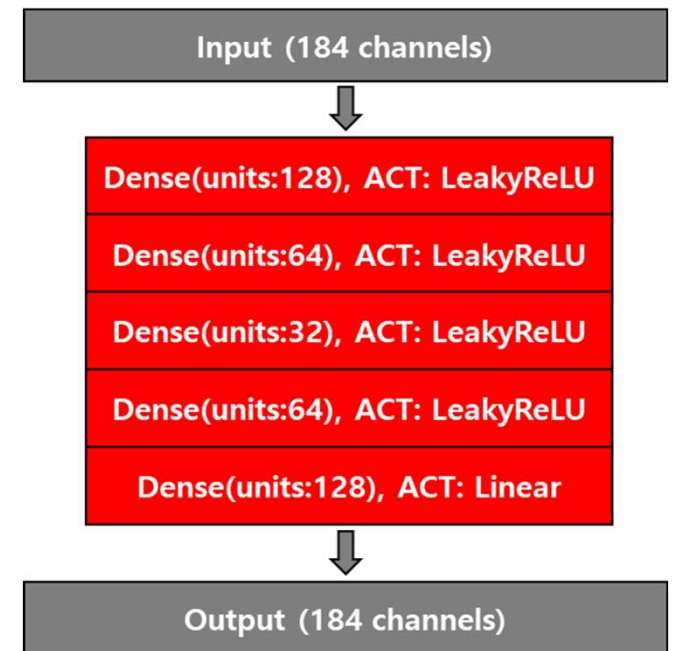 Input (184 channels)
Dense(units:128), ACT: LeakyReLU
Dense(units:64), ACT: LeakyReLU
Dense(units:32), ACT: LeakyReLU
Dense(units:64), ACT: LeakyReLU
Dense(units:128), ACT: Linear
Output (184 channels)